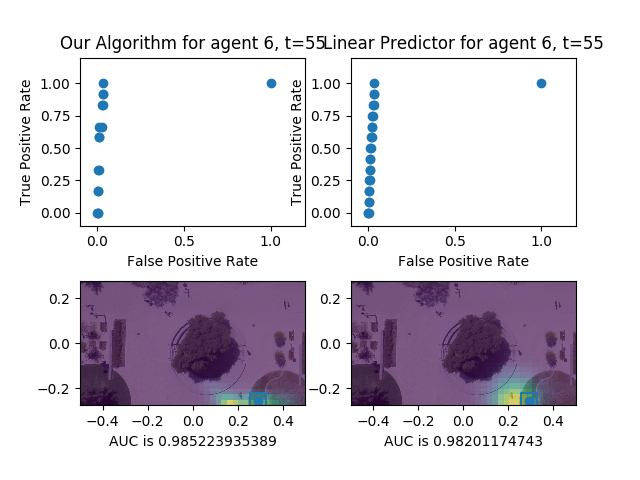 Our Algorithm for agent 6, t=55
Linear Predictor for agent 6, t=55
True Positive Rate
1.00
0.75
0.50
0.25
0.00
0.0 0.5 1.0
False Positive Rate
True Positive Rate
1.00
0.75
0.50
0.25
0.00
0.0 0.5 1.0
False Positive Rate
0.2
0.0
−0.2
−0.4 −0.2 0.0 0.2 0.4
AUC is 0.985223935389
0.2
0.0
−0.2
−0.4 −0.2 0.0 0.2 0.4
AUC is 0.98201174743